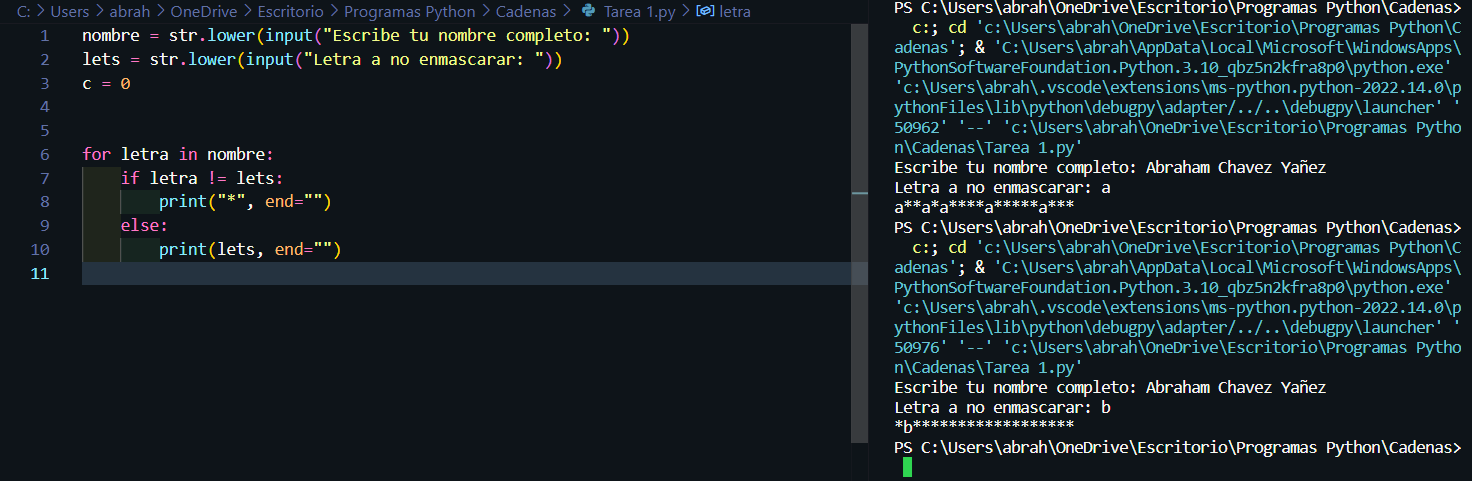 C: > Users > abrah > OneDrive > Escritorio > Programas Python > Cadenas > Tarea 1.py > letra
1 nombre = str.lower(input("Escribe tu nombre completo: "))
2 lets = str.lower(input("Letra a no enmascarar: "))
3 c = 0
4
5
6 for letra in nombre:
7     if letra != lets:
8         print("*", end="")
9     else:
10         print(lets, end="")
11
PS C:\Users\abrah\OneDrive\Escritorio\Programas Python\Cadenas>
  c:; cd 'c:\Users\abrah\OneDrive\Escritorio\Programas Python\C
adenas'; & 'C:\Users\abrah\AppData\Local\Microsoft\WindowsApps\
PythonSoftwareFoundation.Python.3.10_qbz5n2kfra8p0\python.exe'
'c:\Users\abrah\.vscode\extensions\ms-python.python-2022.14.0\p
ythonFiles\lib\python\debugpy\adapter/../..\debugpy\launcher' '
50962' '--' 'c:\Users\abrah\OneDrive\Escritorio\Programas Pytho
n\Cadenas\Tarea 1.py'
Escribe tu nombre completo: Abraham Chavez Yañez
Letra a no enmascarar: a
a**a*a****a*****a***
PS C:\Users\abrah\OneDrive\Escritorio\Programas Python\Cadenas>
  c:; cd 'c:\Users\abrah\OneDrive\Escritorio\Programas Python\C
adenas'; & 'C:\Users\abrah\AppData\Local\Microsoft\WindowsApps\
PythonSoftwareFoundation.Python.3.10_qbz5n2kfra8p0\python.exe'
'c:\Users\abrah\.vscode\extensions\ms-python.python-2022.14.0\p
ythonFiles\lib\python\debugpy\adapter/../..\debugpy\launcher' '
50976' '--' 'c:\Users\abrah\OneDrive\Escritorio\Programas Pytho
n\Cadenas\Tarea 1.py'
Escribe tu nombre completo: Abraham Chavez Yañez
Letra a no enmascarar: b
*b******************
PS C:\Users\abrah\OneDrive\Escritorio\Programas Python\Cadenas>